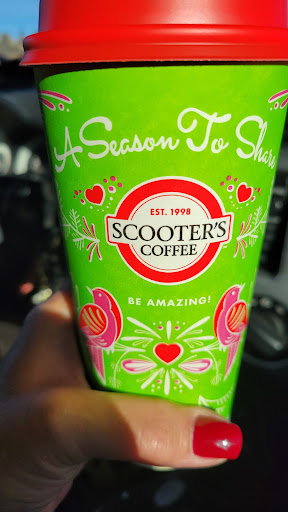 A Season To Share
EST. 1998
SCOOTER'S
COFFEE
BE AMAZING!